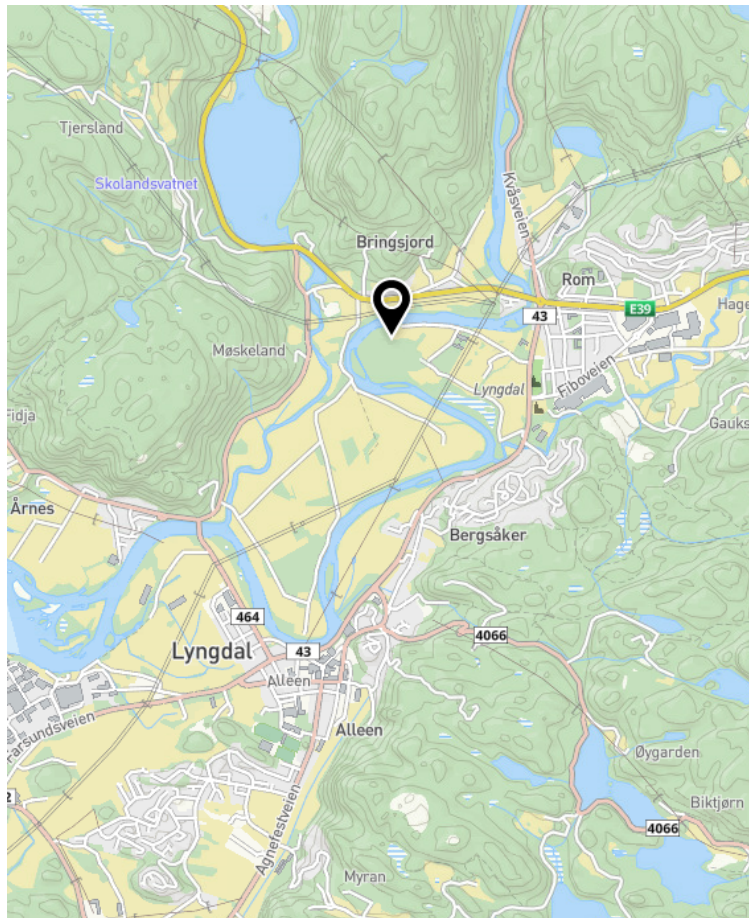 Tjersland
Skolandsvatnet
Kvåsveien
Bringsjord
Rom
Hage
E39
43
Møskeland
Lyngdal
Fiboveien
Fidja
Gauks
Årnes
Bergsåker
464
4066
Lyngdal
43
Alleen
Farsundsveien
Alleen
Øygarden
2
Biktjørn
4066
Agnefestveien
Myran